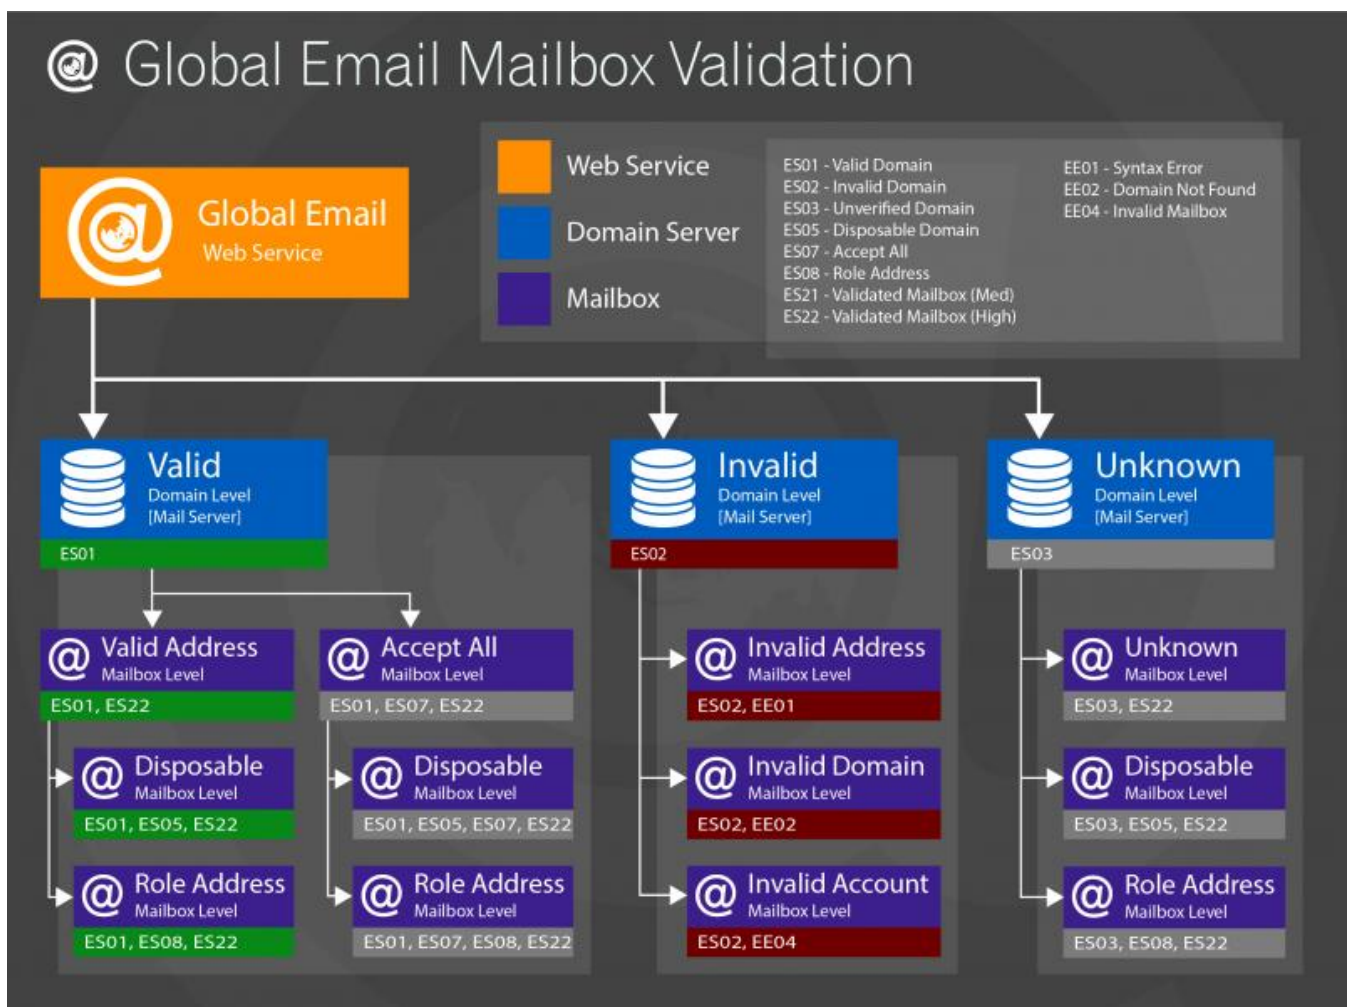 @ Global Email Mailbox Validation
Global Email
Web Service
Web Service
Domain Server
Mailbox
ES01 - Valid Domain
ES02 - Invalid Domain
ES03 - Unverified Domain
ES05 - Disposable Domain
ES07 - Accept All
ES08 - Role Address
ES21 - Validated Mailbox (Med)
ES22 - Validated Mailbox (High)
EE01 - Syntax Error
EE02 - Domain Not Found
EE04 - Invalid Mailbox
Valid
Domain Level
[Mail Server]
ES01
Invalid
Domain Level
[Mail Server]
ES02
Unknown
Domain Level
[Mail Server]
ES03
@ Valid Address
Mailbox Level
ES01, ES22
@ Disposable
Mailbox Level
ES01, ES05, ES22
@ Role Address
Mailbox Level
ES01, ES08, ES22
@ Accept All
Mailbox Level
ES01, ES07, ES22
@ Disposable
Mailbox Level
ES01, ES05, ES07, ES22
@ Role Address
Mailbox Level
ES01, ES07, ES08, ES22
@ Invalid Address
Mailbox Level
ES02, EE01
@ Invalid Domain
Mailbox Level
ES02, EE02
@ Invalid Account
Mailbox Level
ES02, EE04
@ Unknown
Mailbox Level
ES03, ES22
@ Disposable
Mailbox Level
ES03, ES05, ES22
@ Role Address
Mailbox Level
ES03, ES08, ES22